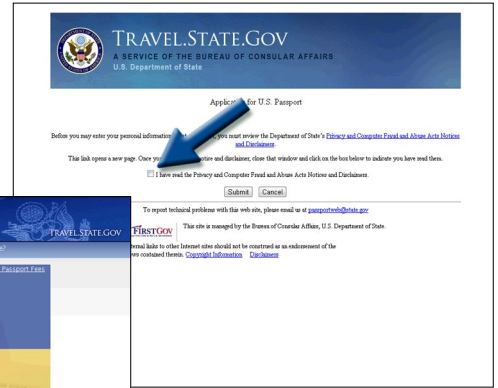 TRAVEL.STATE.GOV
A SERVICE OF THE BUREAU OF CONSULAR AFFAIRS
U.S. Department of State
for U.S. Passport
Before you may enter your personal information you must review the Department of State's Privacy and Computer Fraud and Abuse Acts Notices
and Disclaimers.
This link opens a new page. Once notice and disclaimer, close that window and click on the box below to indicate you have read them.
I have read the Privacy and Computer Fraud and Abuse Acts Notices and Disclaimers.
Submit Cancel
To report technical problems with this web site, please email us at passportweb@state.gov
FIRSTGOV This site is managed by the Bureau of Consular Affairs, U.S. Department of State.
links to other Internet sites should not be construed as an endorsement of the
contained therein. Copyright Information Disclaimers
TRAVEL.STATE.GOV
Passport Fees